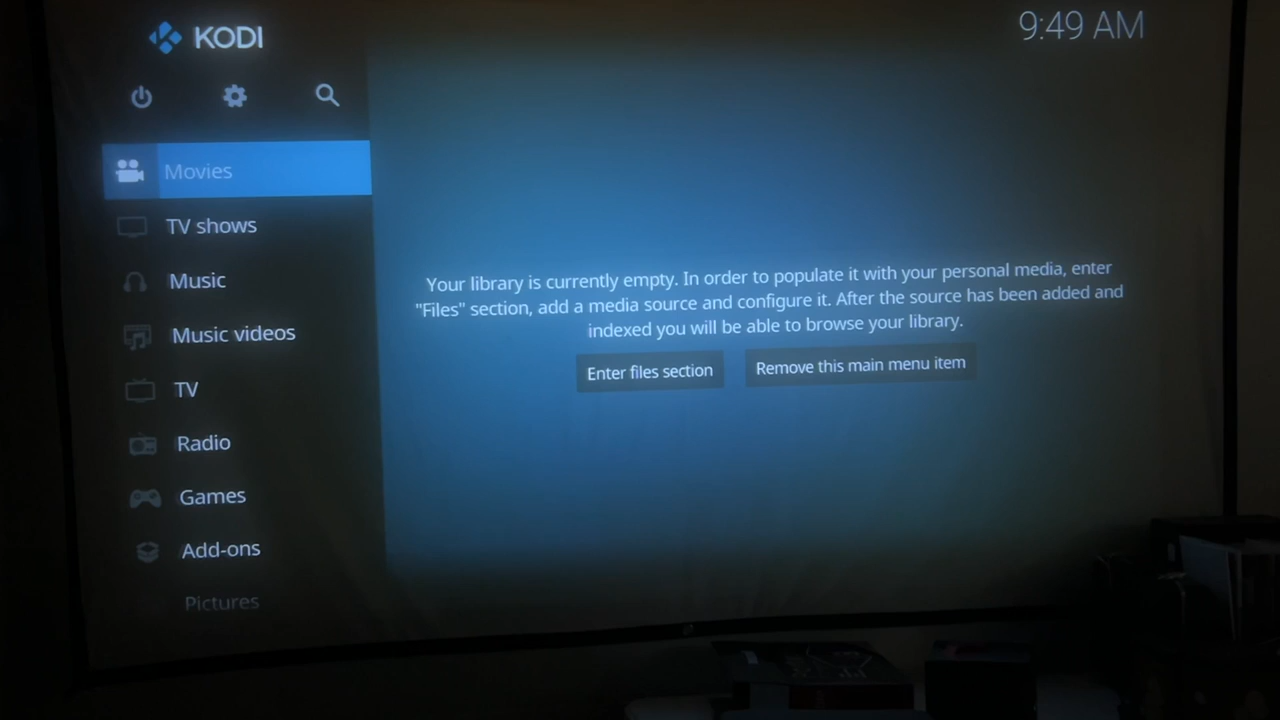 KODI
9:49 AM
Movies
TV shows
Music
Music videos
TV
Radio
Games
Add-ons
Pictures
Your library is currently empty. In order to populate it with your personal media, enter
"Files" section, add a media source and configure it. After the source has been added and
indexed you will be able to browse your library.
Enter files section
Remove this main menu item